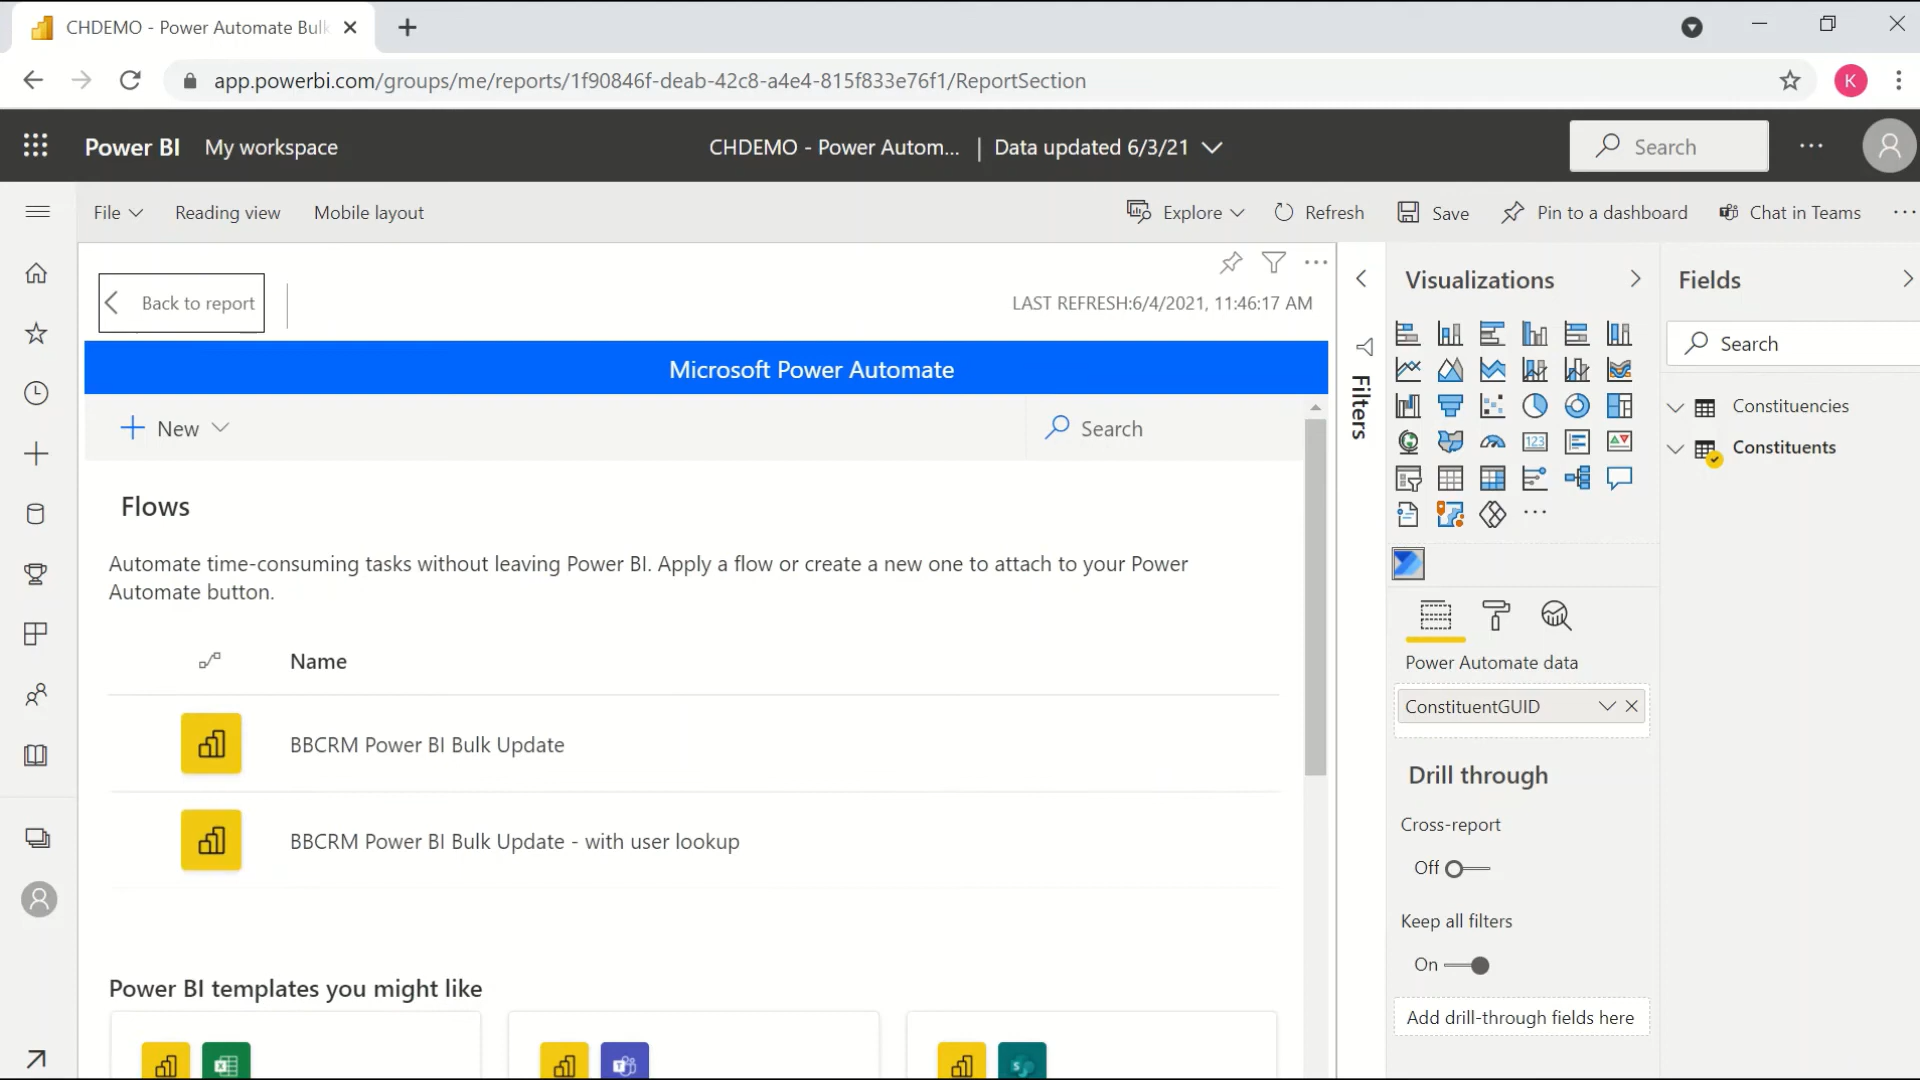 CHDEMO - Power Automate Bulk
app.powerbi.com/groups/me/reports/1f90846f-deab-42c8-a4e4-815f833e76f1/ReportSection
K
Power BI My workspace
CHDEMO - Power Autom... | Data updated 6/3/21
Search
File Reading view Mobile layout
Explore Refresh Save Pin to a dashboard Chat in Teams
Back to report
LAST REFRESH:6/4/2021, 11:46:17 AM
Microsoft Power Automate
New
Search
Flows
Automate time-consuming tasks without leaving Power BI. Apply a flow or create a new one to attach to your Power
Automate button.
Name
BBCRM Power BI Bulk Update
BBCRM Power BI Bulk Update - with user lookup
Power BI templates you might like
Filters
Visualizations
123
Power Automate data
ConstituentGUID
Drill through
Cross-report
Off
Keep all filters
On
Add drill-through fields here
Fields
Search
Constituencies
Constituents